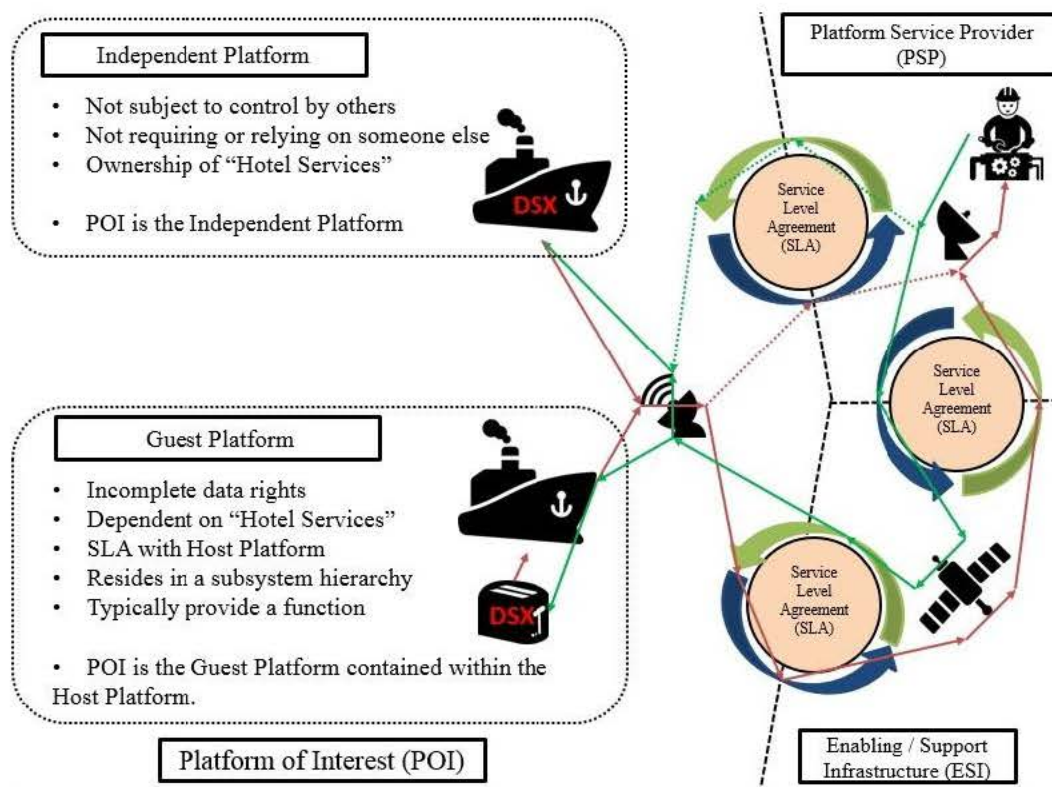 Independent Platform
• Not subject to control by others
• Not requiring or relying on someone else
• Ownership of “Hotel Services”
• POI is the Independent Platform
DSX
Platform Service Provider
(PSP)
Service
Level
Agreement
(SLA)
Service
Level
Agreement
(SLA)
Guest Platform
• Incomplete data rights
• Dependent on “Hotel Services”
• SLA with Host Platform
• Resides in a subsystem hierarchy
• Typically provide a function
• POI is the Guest Platform contained within the
Host Platform.
DSX
Service
Level
Agreement
(SLA)
Platform of Interest (POI)
Enabling / Support
Infrastructure (ESI)